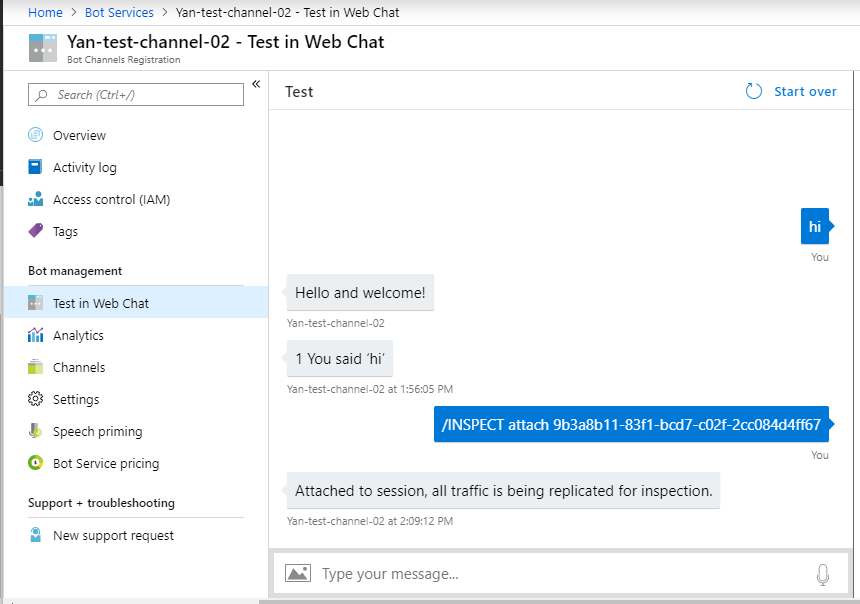 Home > Bot Services > Yan-test-channel-02 - Test in Web Chat
Yan-test-channel-02 - Test in Web Chat
Bot Channels Registration
Search (Ctrl+/)
«
Overview
Activity log
Access control (IAM)
Tags
Bot management
Test in Web Chat
Analytics
Channels
Settings
Speech priming
Bot Service pricing
Support + troubleshooting
New support request
Test
Start over
hi
You
Hello and welcome!
Yan-test-channel-02
1 You said ‘hi’
Yan-test-channel-02 at 1:56:05 PM
/INSPECT attach 9b3a8b11-83f1-bcd7-c02f-2cc084d4ff67
You
Attached to session, all traffic is being replicated for inspection.
Yan-test-channel-02 at 2:09:12 PM
Type your message...